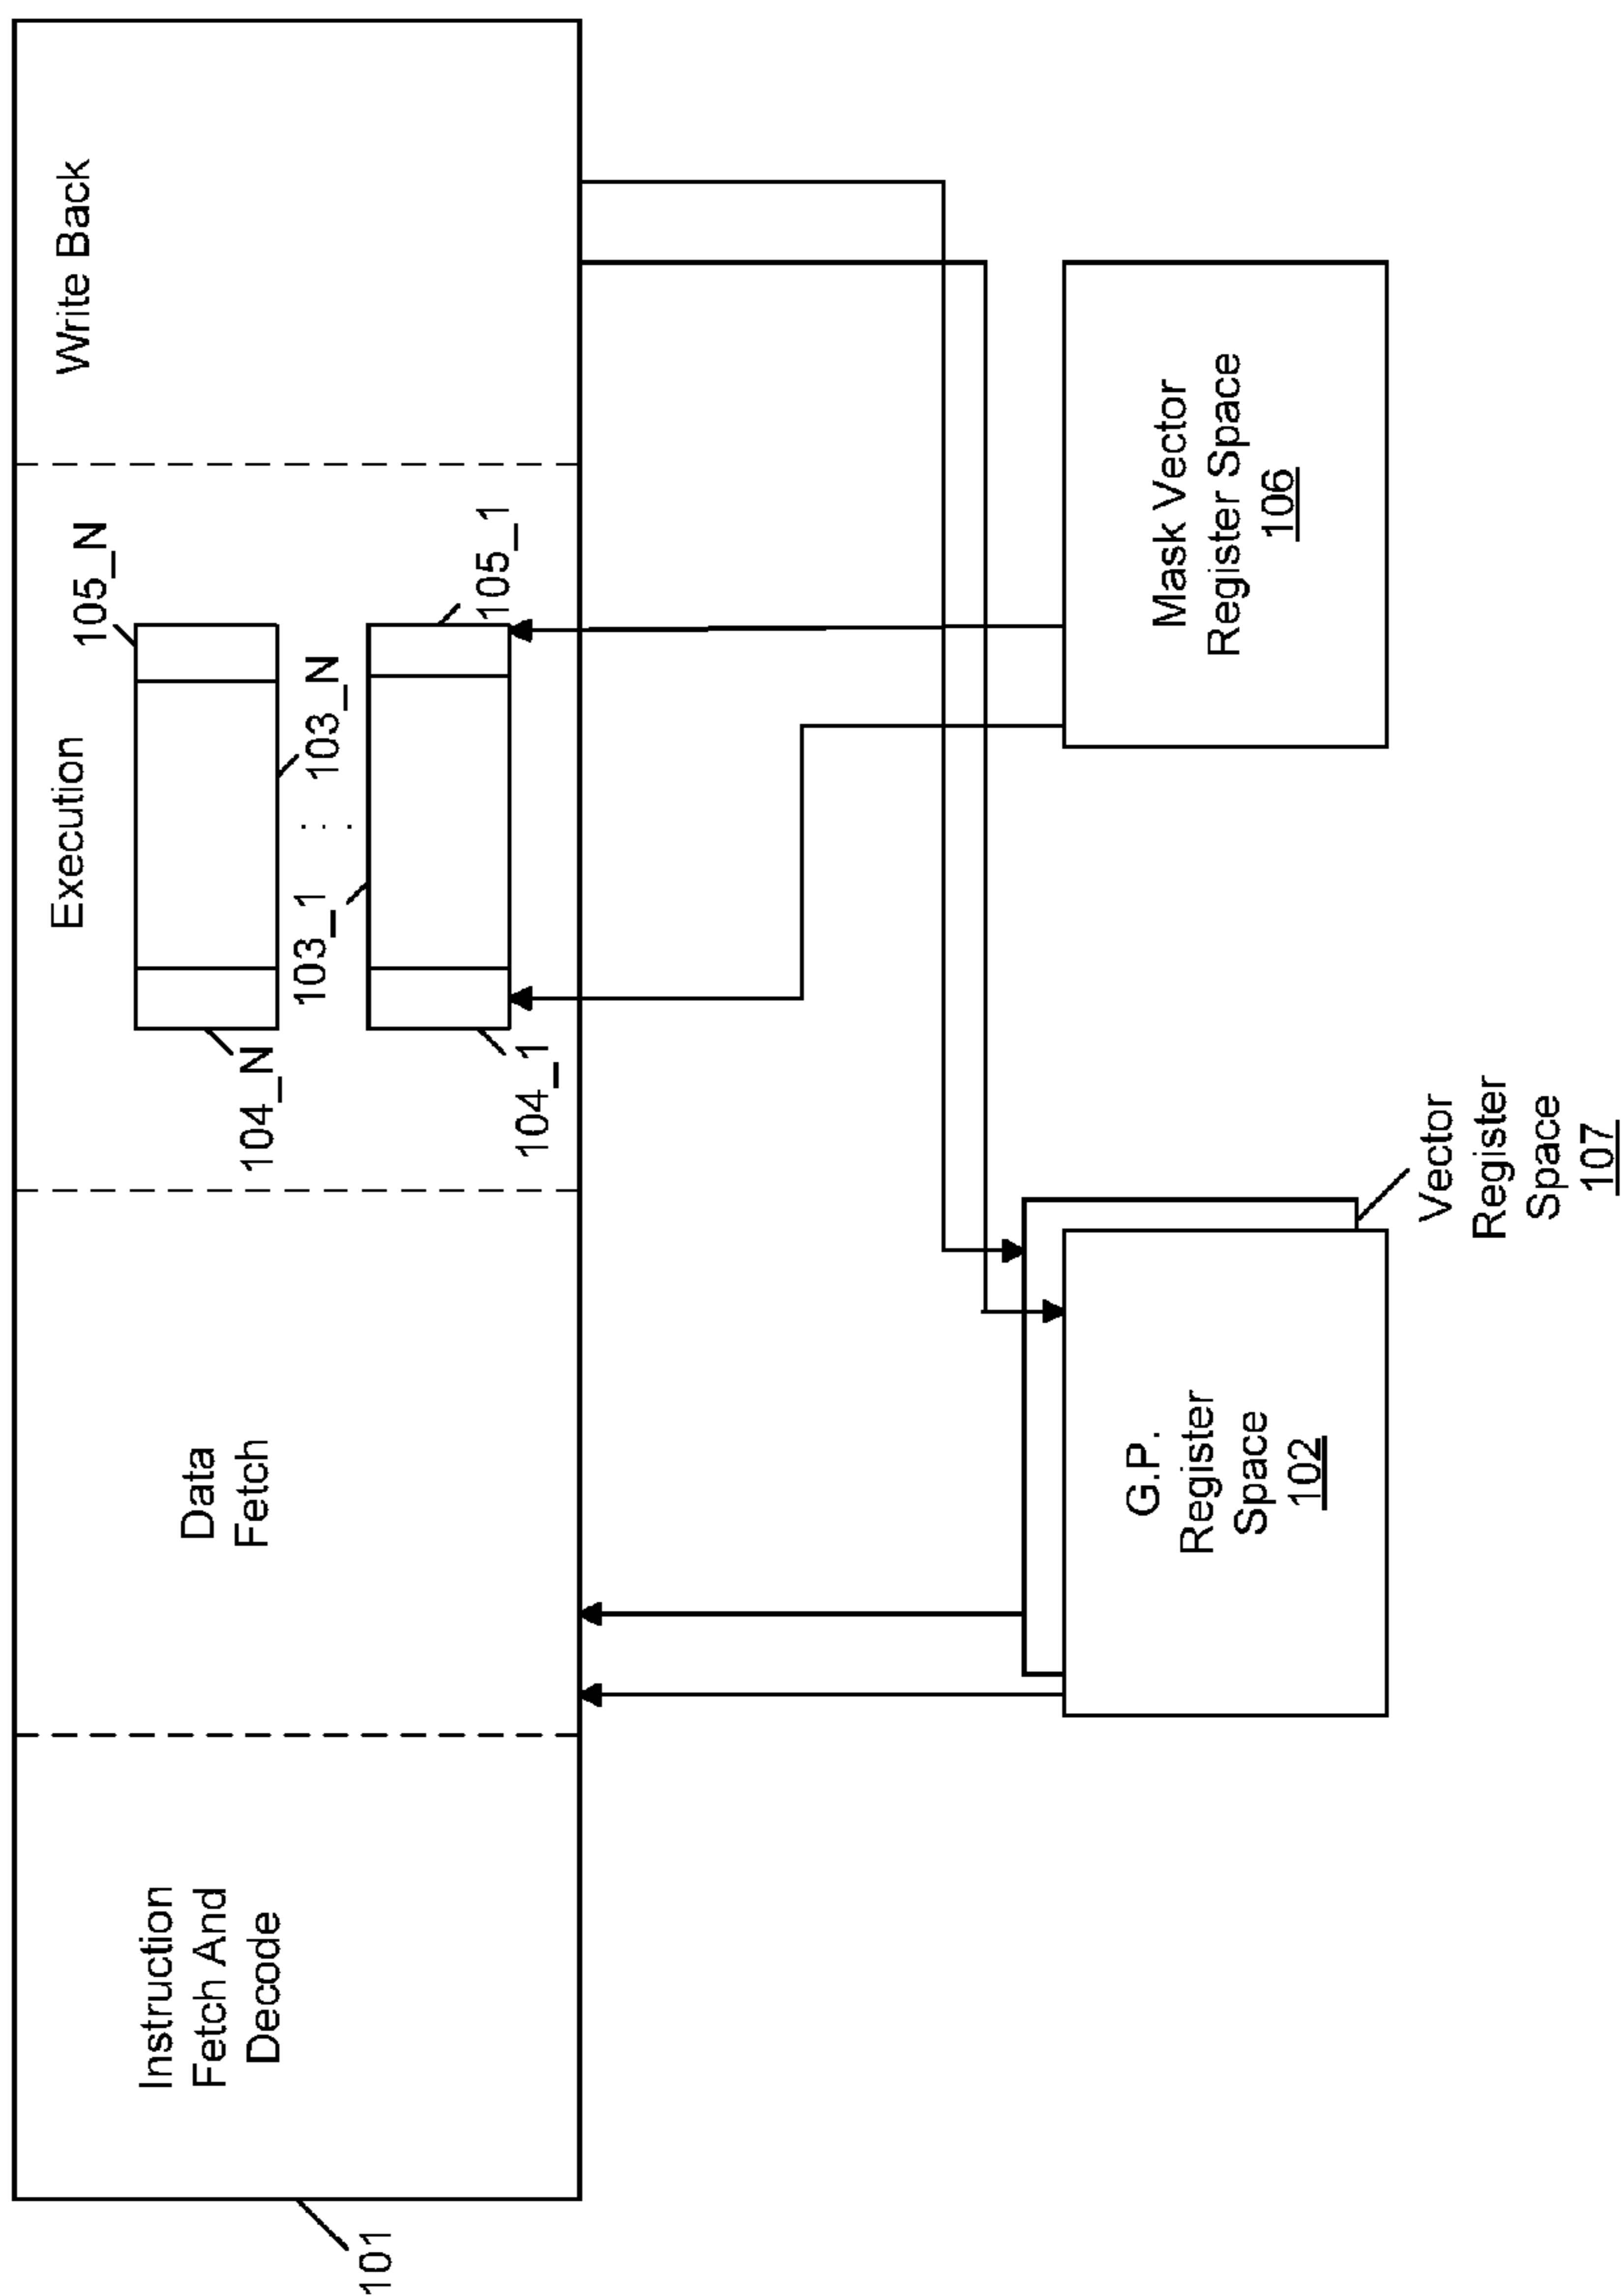 101
Instruction
Fetch And
Decode
Data
Fetch
Execution
Write Back
104_N
105_N
103_1
103_N
104_1
105_1
G.P.
Register
Space
102
Vector
Register
Space
107
Mask Vector
Register Space
106